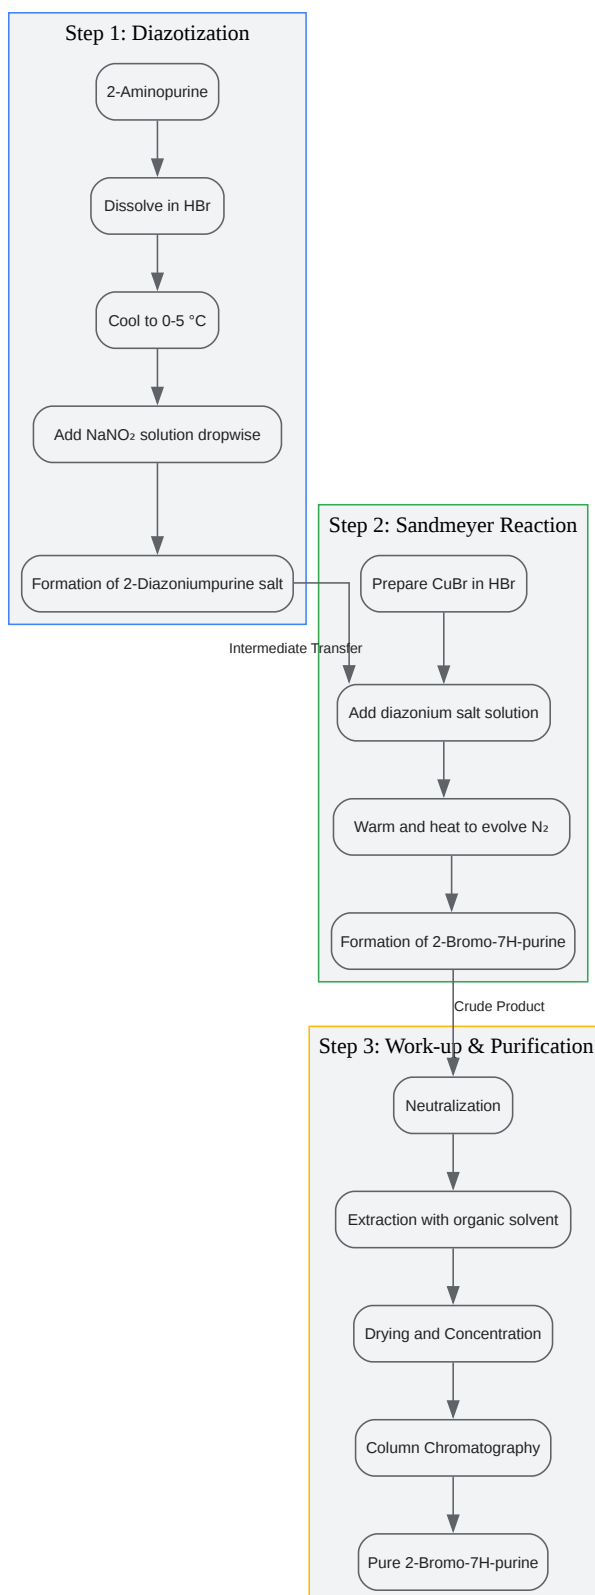 Step 1: Diazotization
2-Aminopurine
Dissolve in HBr
Cool to 0-5 °C
Add NaNO₂ solution dropwise
Formation of 2-Diazoniumpurine salt
Intermediate Transfer
Step 2: Sandmeyer Reaction
Prepare CuBr in HBr
Add diazonium salt solution
Warm and heat to evolve N₂
Formation of 2-Bromo-7H-purine
Crude Product
Step 3: Work-up & Purification
Neutralization
Extraction with organic solvent
Drying and Concentration
Column Chromatography
Pure 2-Bromo-7H-purine